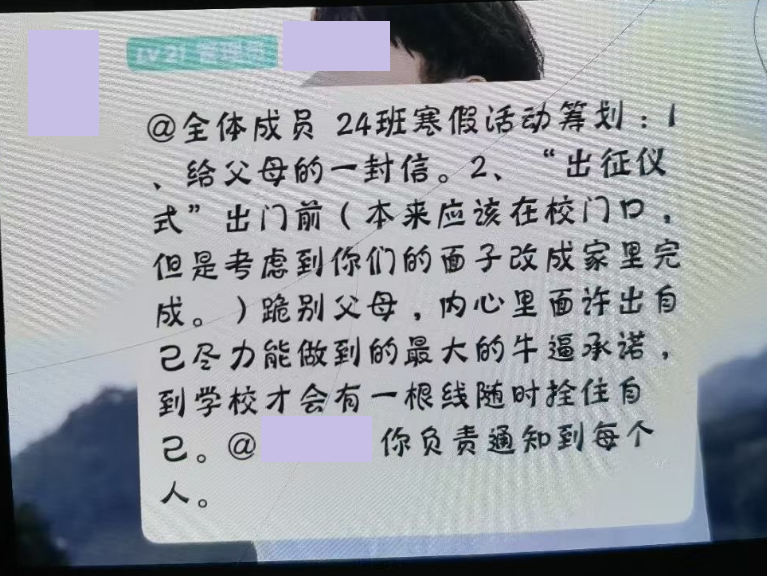 LV21 管理员
@全体成员 24班寒假活动筹划：1
、给父母的一封信。2、“出征仪
式”出门前（本来应该在校门口，
但是考虑到你们的面子改成家里完
成。）跪别父母，内心里面许出自
己尽力能做到的最大的牛逼承诺，
到学校才会有一根线随时拴住自
己。@
你负责通知到每个
人。